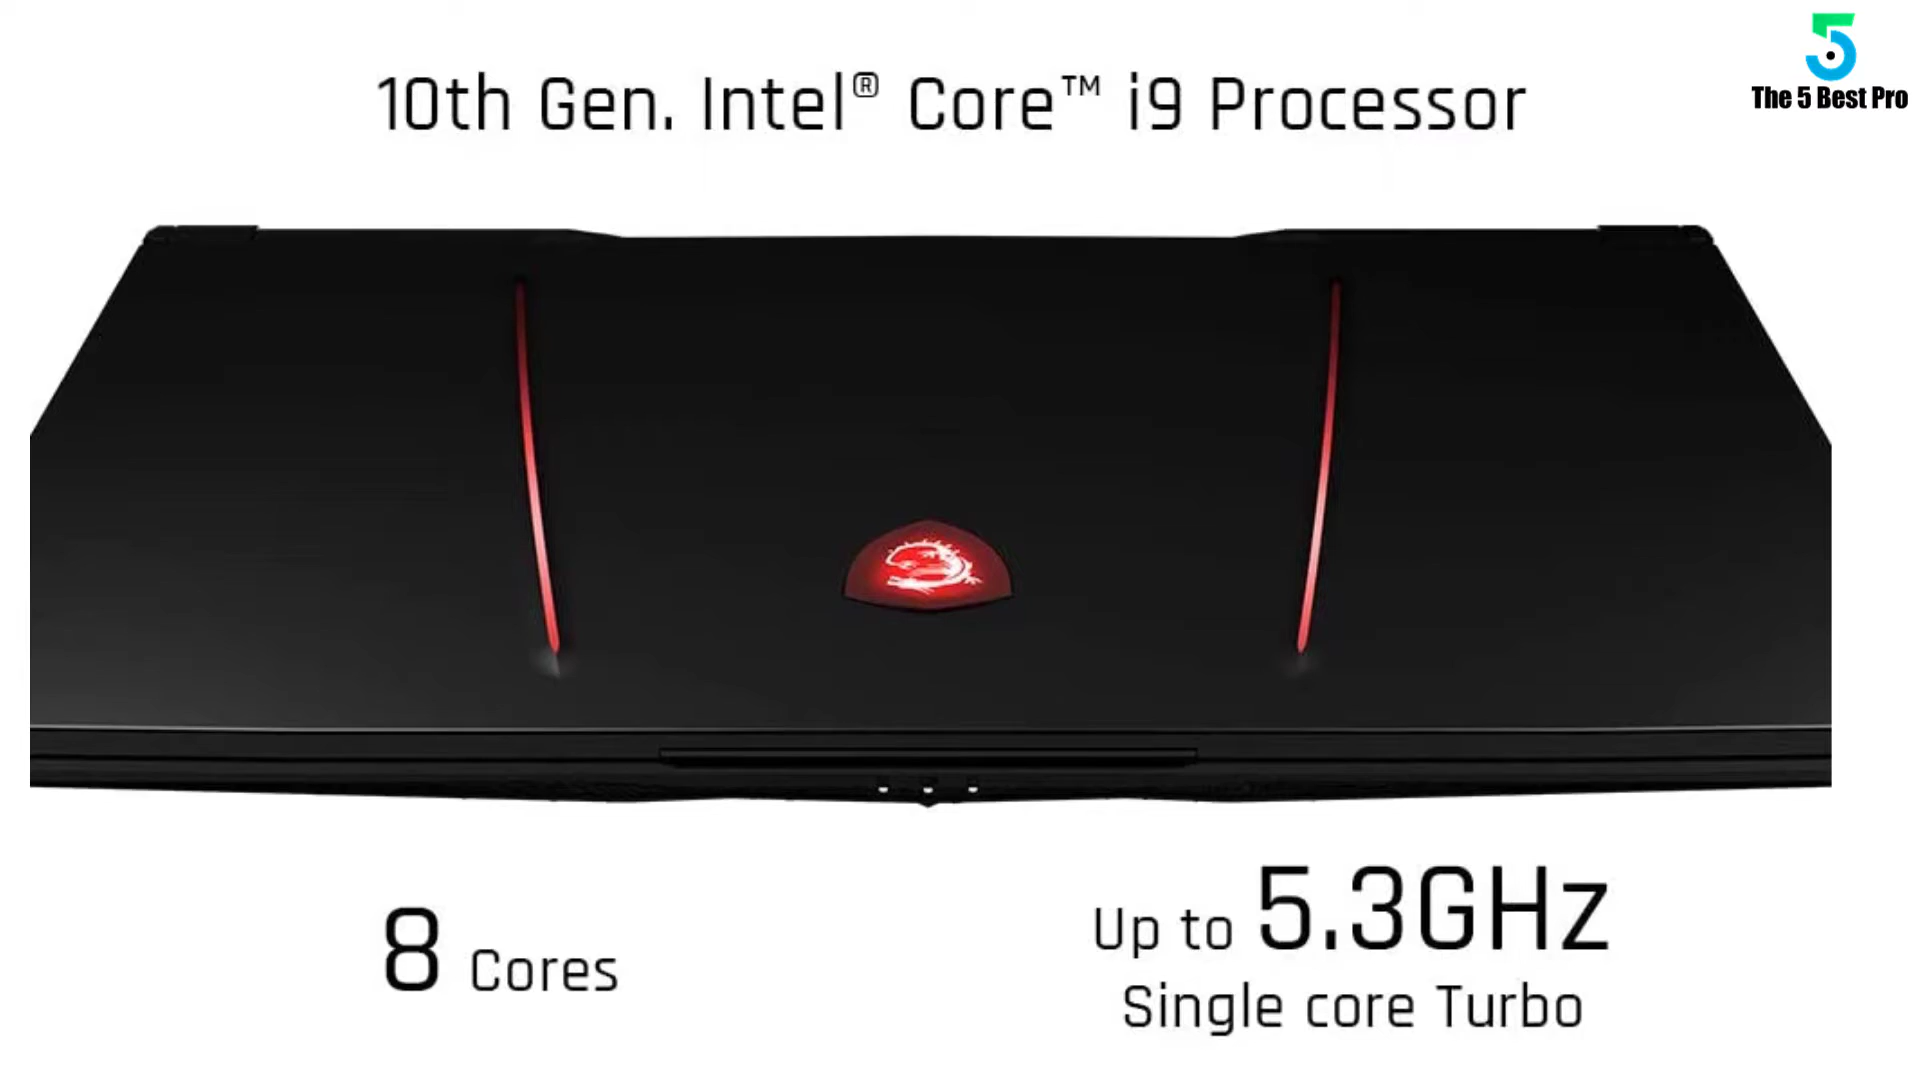 10th Gen. Intel® Core™ i9 Processor
5
The 5 Best Pro
8 Cores
Up to 5.3GHz
Single core Turbo